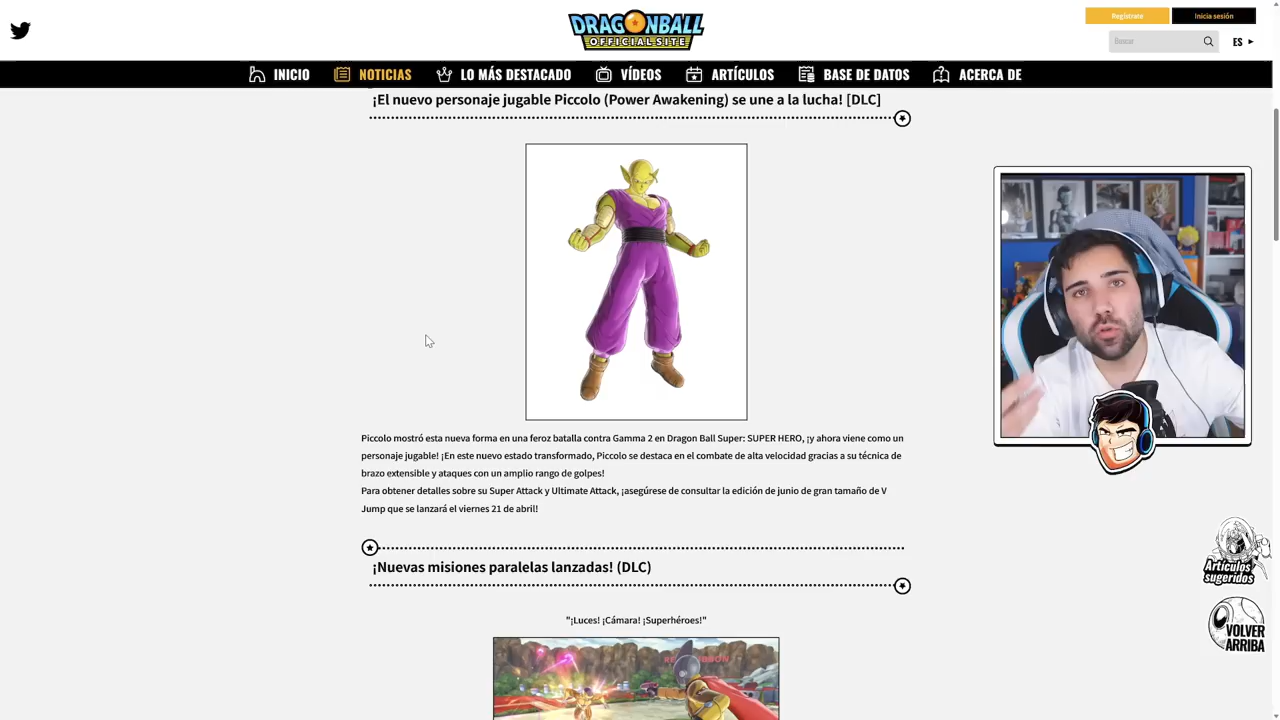 DRAGONBALL
OFFICIAL SITE
Regístrate
Inicia sesión
Buscar
ES
INICIO
NOTICIAS
LO MÁS DESTACADO
VÍDEOS
ARTÍCULOS
BASE DE DATOS
ACERCA DE
¡El nuevo personaje jugable Piccolo (Power Awakening) se une a la lucha! [DLC]
Piccolo mostró esta nueva forma en una feroz batalla contra Gamma 2 en Dragon Ball Super: SUPER HERO, ¡y ahora viene como un
personaje jugable! ¡En este nuevo estado transformado, Piccolo se destaca en el combate de alta velocidad gracias a su técnica de
brazo extensible y ataques con un amplio rango de golpes!
Para obtener detalles sobre su Super Attack y Ultimate Attack, ¡asegúrese de consultar la edición de junio de gran tamaño de V
Jump que se lanzará el viernes 21 de abril!
¡Nuevas misiones paralelas lanzadas! (DLC)
"¡Luces! ¡Cámara! ¡Superhéroes!"
Artículos
sugeridos
VOLVER
ARRIBA